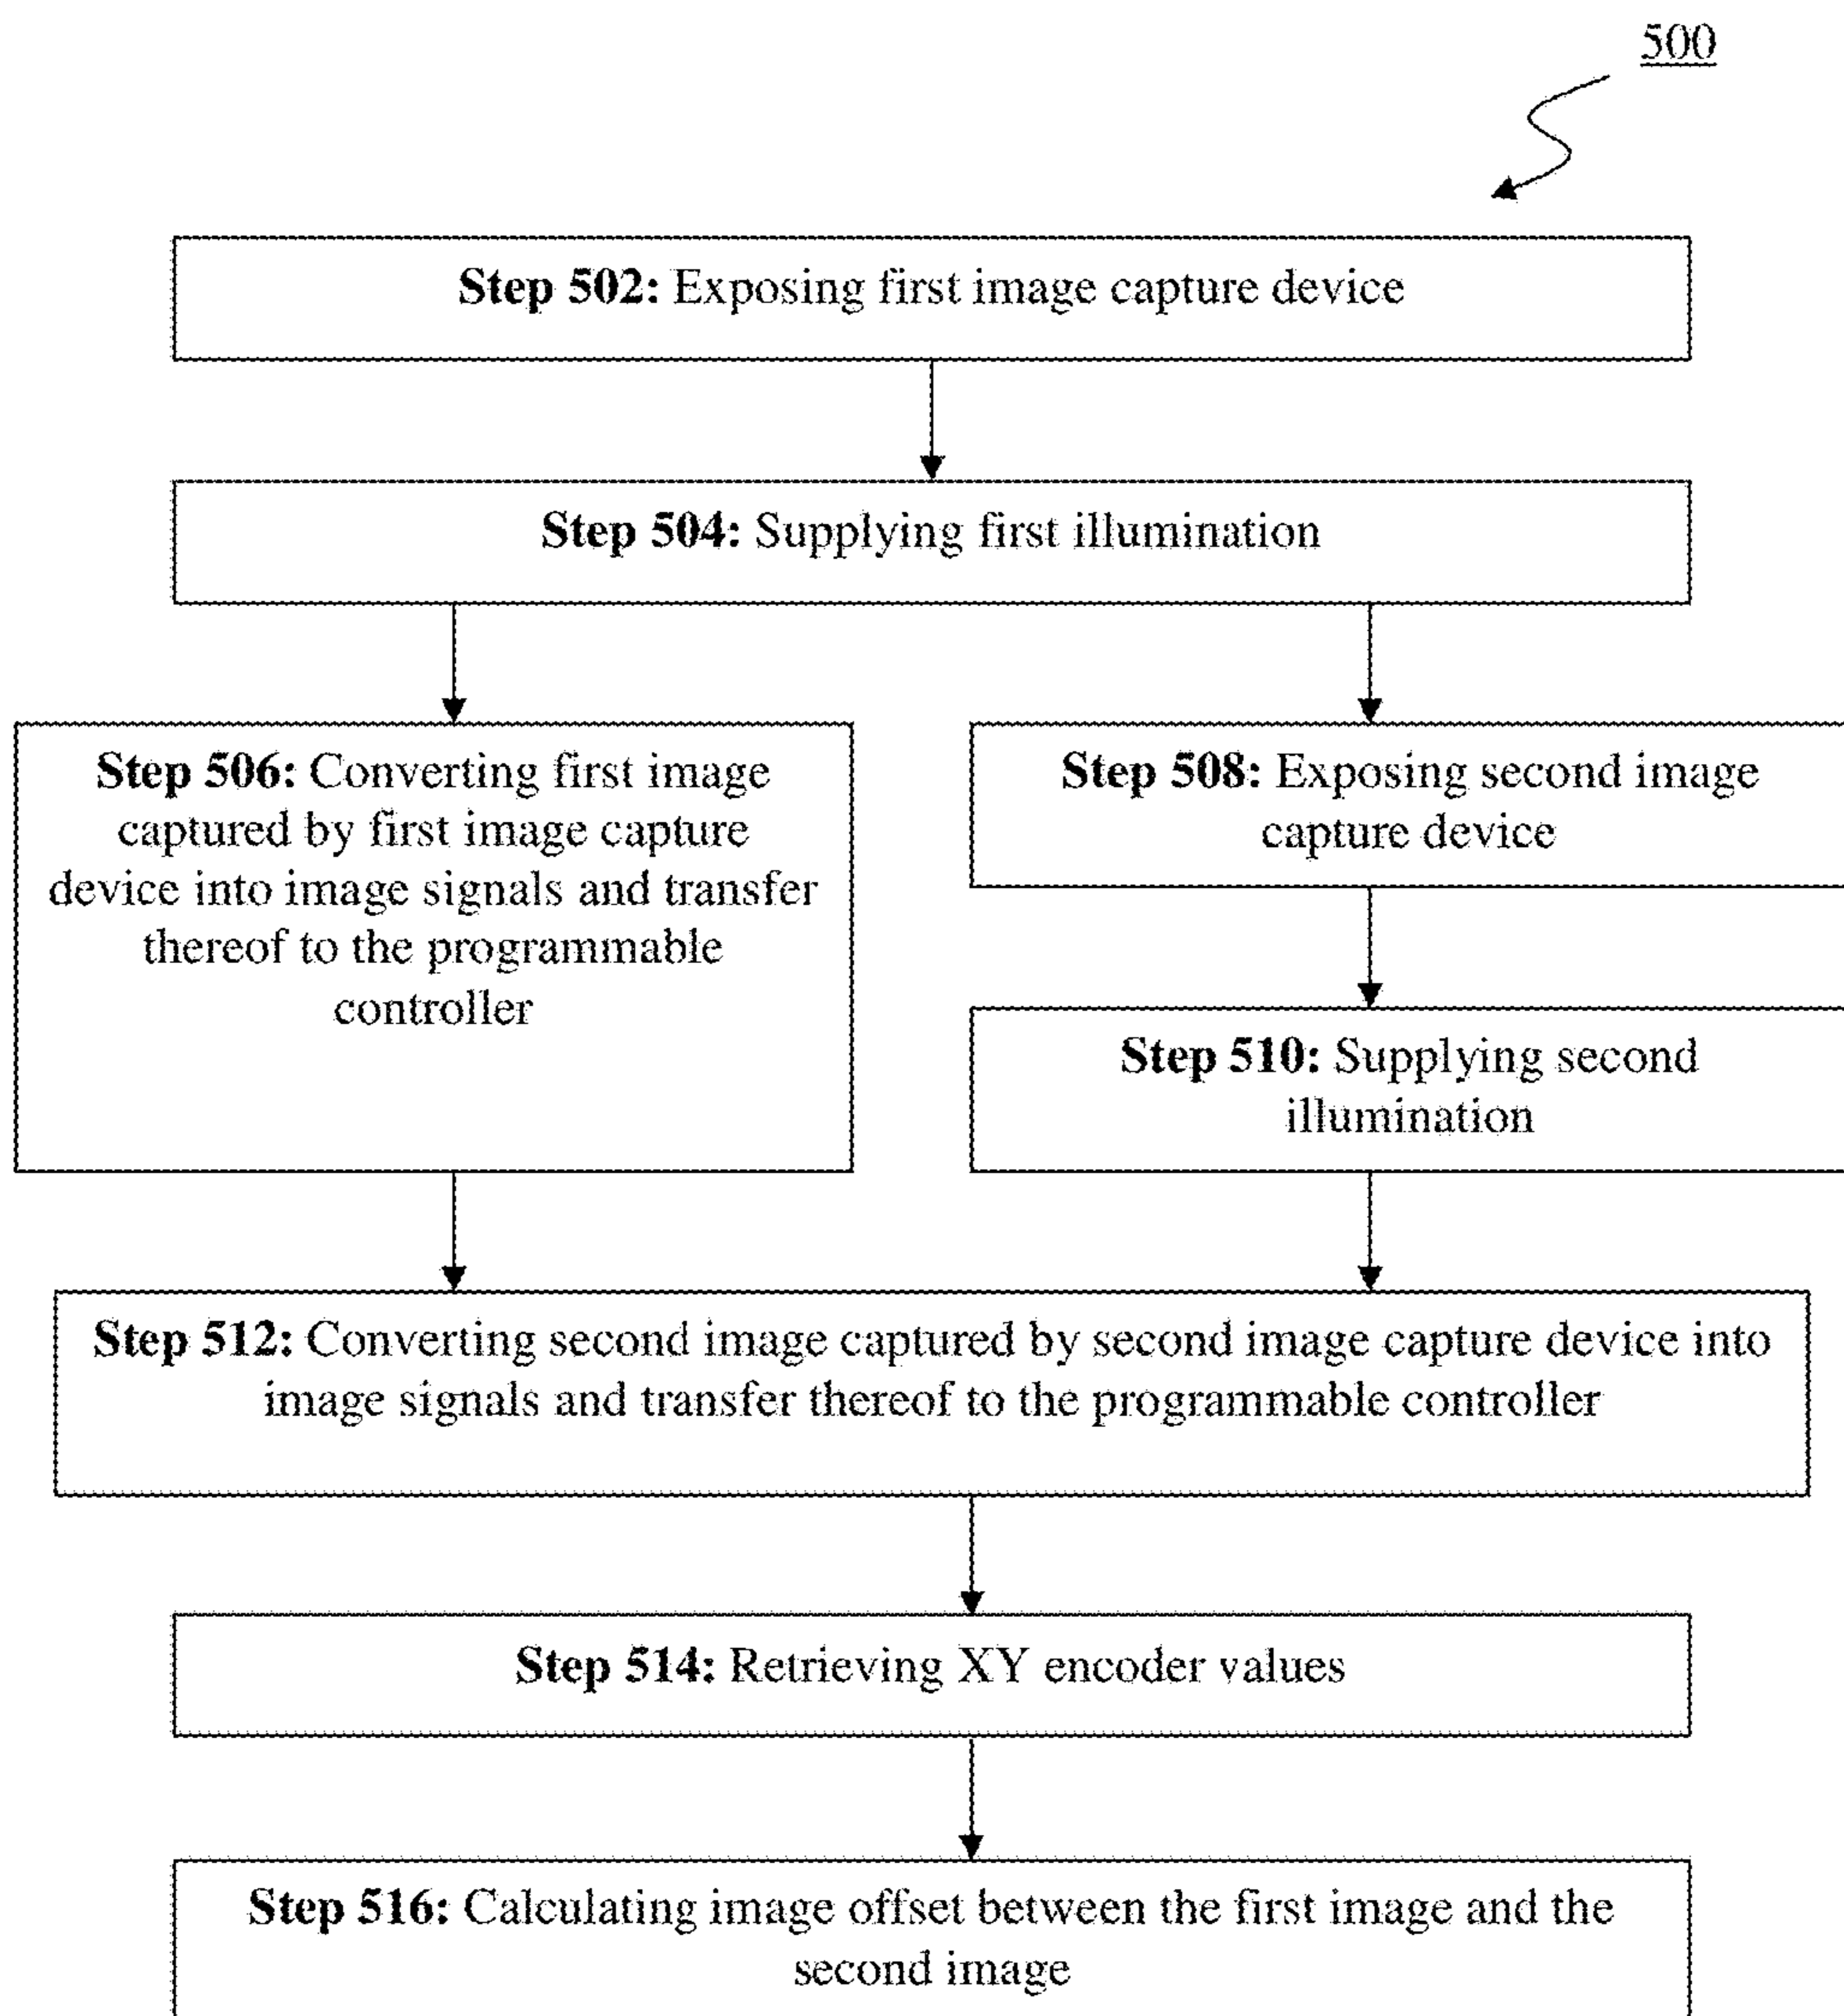 500
Step 502: Exposing first image capture device
Step 504: Supplying first illumination
Step 506: Converting first image
captured by first image capture
device into image signals and transfer
thereof to the programmable
controller
Step 508: Exposing second image
capture device
Step 510: Supplying second
illumination
Step 512: Converting second image captured by second image capture device into
image signals and transfer thereof to the programmable controller
Step 514: Retrieving XY encoder values
Step 516: Calculating image offset between the first image and the
second image